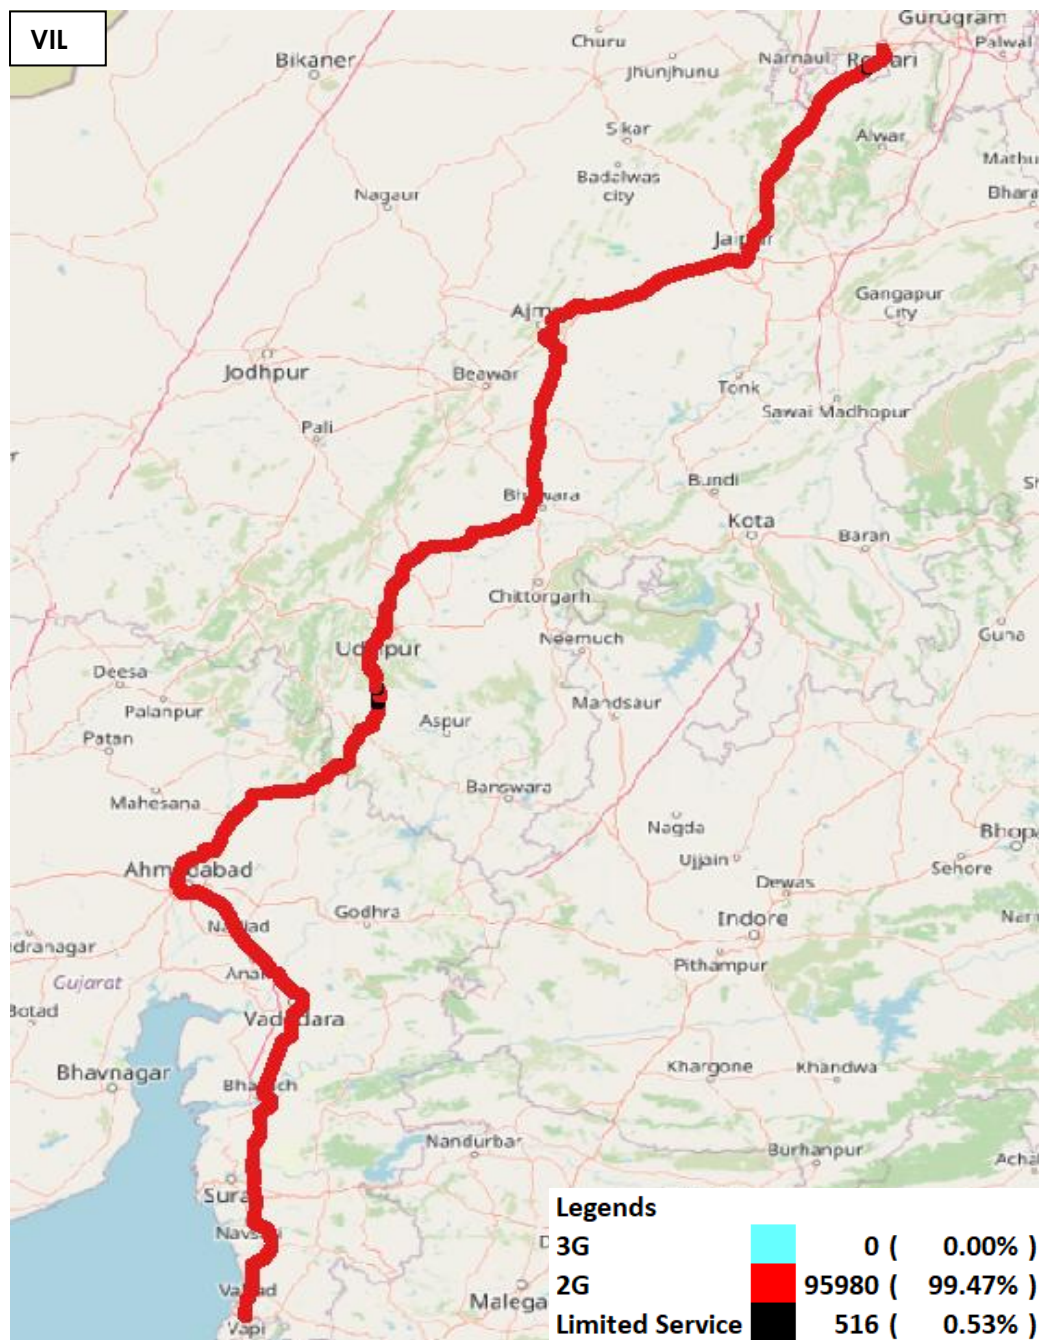 VIL
Gurugram
Churu
Palwal
Bikaner
Narnaul
Jhunjhunu
Sikar
Alwar
Badalwas
city
Nagaur
Gangapur
City
Jodhpur
Beawar
Tonk
Sawai Madhopur
Pali
Bundi
Kota
Baran
Chittorgarh
Neemuch
Guna
Deesa
Palanpur
Mandsaur
Aspur
Patan
Banswara
Mahesana
Nagda
Ujjain
Sehore
Dewas
Godhra
Indore
Pithampur
Gujarat
Botad
Khargone
Khandwa
Bhavnagar
Nandurbar
Burhanpur
Vapi
Legends
3G 0 ( 0.00% )
2G 95980 ( 99.47% )
Limited Service 516 ( 0.53% )